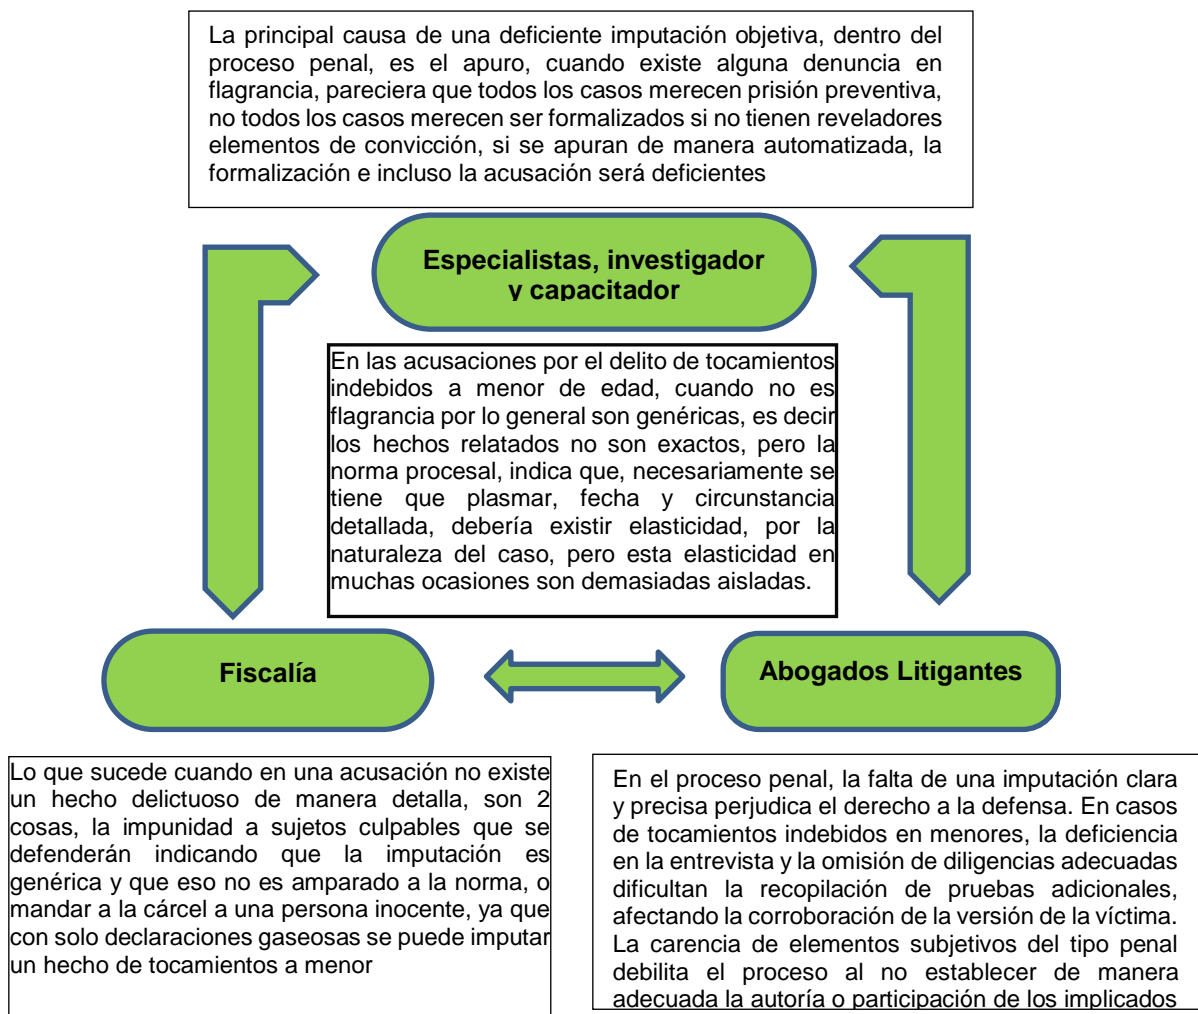 La principal causa de una deficiente imputación objetiva, dentro del
proceso penal, es el apuro, cuando existe alguna denuncia en
flagrancia, pareciera que todos los casos merecen prisión preventiva,
no todos los casos merecen ser formalizados si no tienen reveladores
elementos de convicción, si se apuran de manera automatizada, la
formalización e incluso la acusación será deficientes
Especialistas, investigador
y capacitador
En las acusaciones por el delito de tocamientos
indebidos a menor de edad, cuando no es
flagrancia por lo general son genéricas, es decir
los hechos relatados no son exactos, pero la
norma procesal, indica que, necesariamente se
tiene que plasmar, fecha y circunstancia
detallada, debería existir elasticidad, por la
naturaleza del caso, pero esta elasticidad en
muchas ocasiones son demasiadas aisladas.
Fiscalía
Abogados Litigantes
Lo que sucede cuando en una acusación no existe
un hecho delictuoso de manera detalla, son 2
cosas, la impunidad a sujetos culpables que se
defenderán indicando que la imputación es
genérica y que eso no es amparado a la norma, o
mandar a la cárcel a una persona inocente, ya que
con solo declaraciones gaseosas se puede imputar
un hecho de tocamientos a menor
En el proceso penal, la falta de una imputación clara
y precisa perjudica el derecho a la defensa. En casos
de tocamientos indebidos en menores, la deficiencia
en la entrevista y la omisión de diligencias adecuadas
dificultan la recopilación de pruebas adicionales,
afectando la corroboración de la versión de la víctima.
La carencia de elementos subjetivos del tipo penal
debilita el proceso al no establecer de manera
adecuada la autoría o participación de los implicados